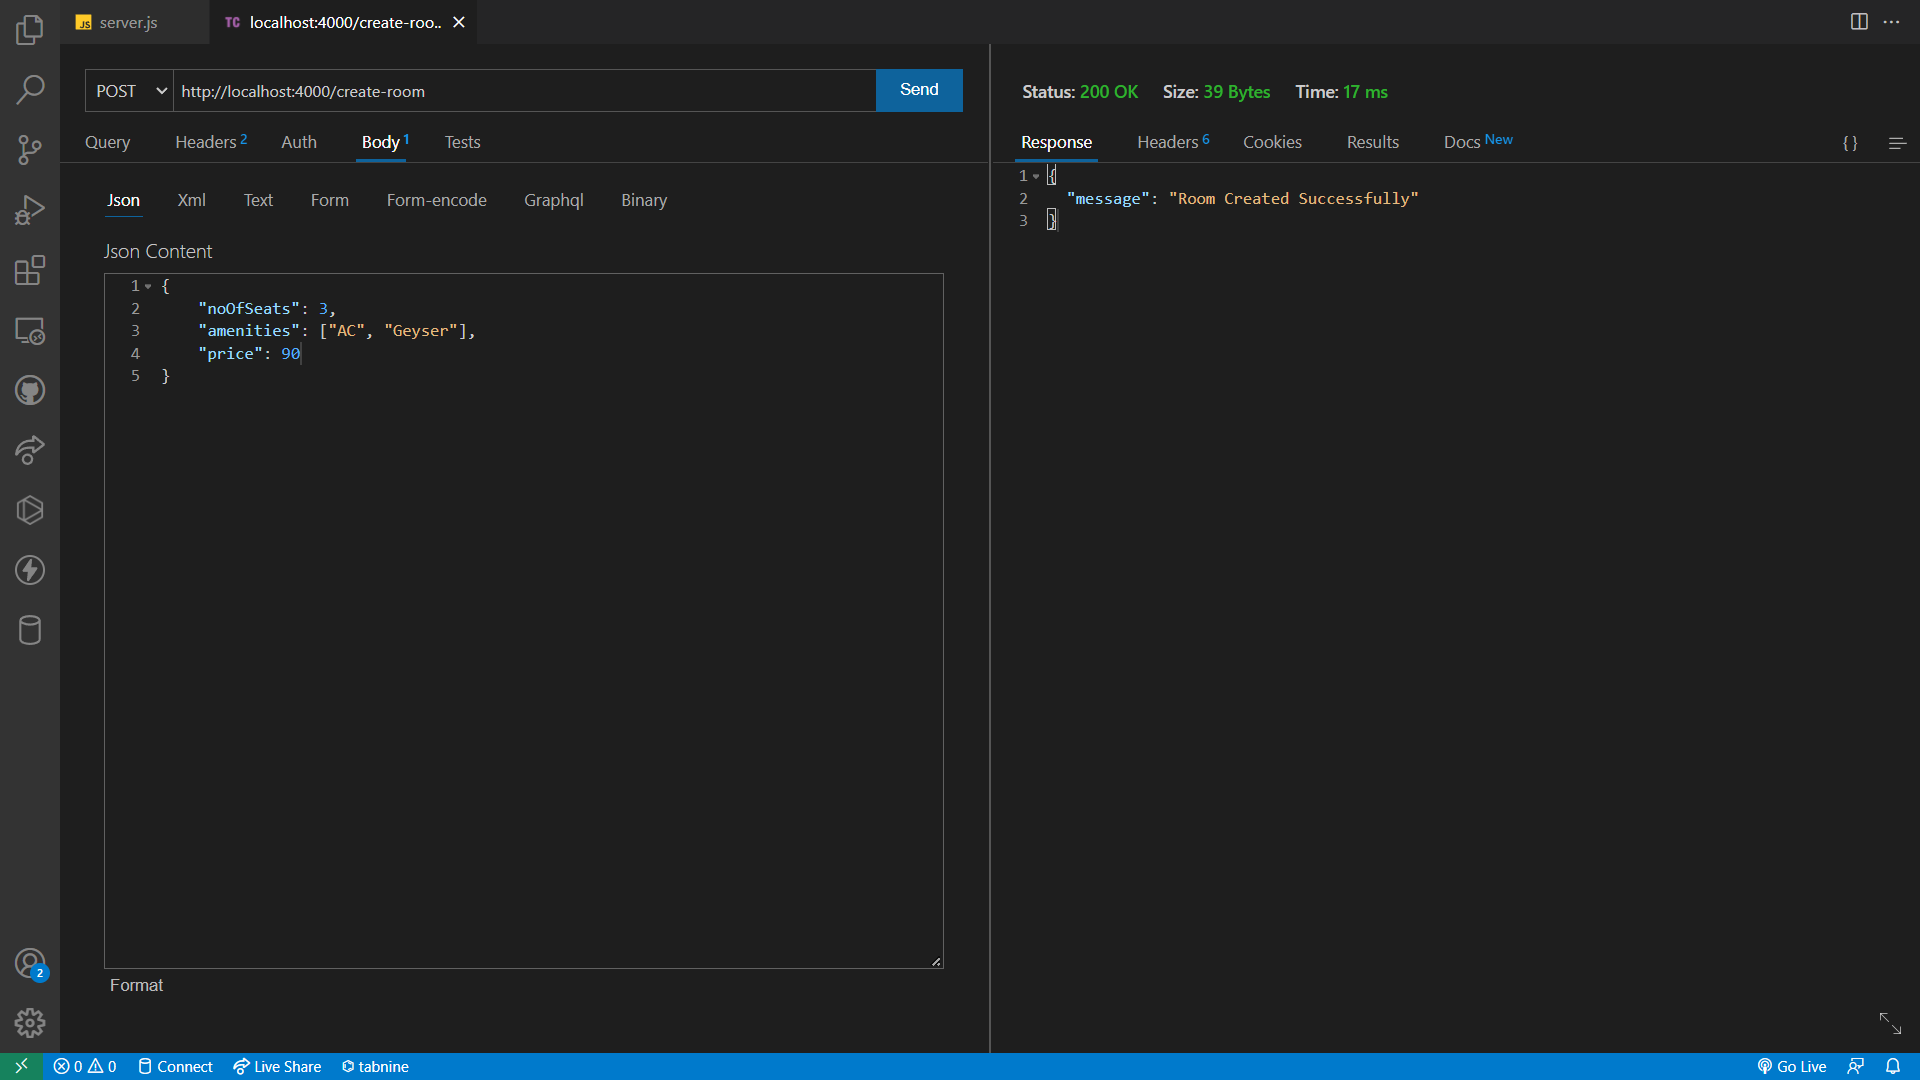 JS server.js TC localhost:4000/create-roo..
POST http://localhost:4000/create-room Send
Query Headers 2 Auth Body 1 Tests
Json Xml Text Form Form-encode Graphql Binary
Json Content
1 {
2 "noOfSeats": 3,
3 "amenities": ["AC", "Geyser"],
4 "price": 90
5 }
Format
Status: 200 OK Size: 39 Bytes Time: 17 ms
Response Headers 6 Cookies Results Docs New {}
1 {
2 "message": "Room Created Successfully"
3 }
2
0 0 Connect Live Share tabnine Go Live